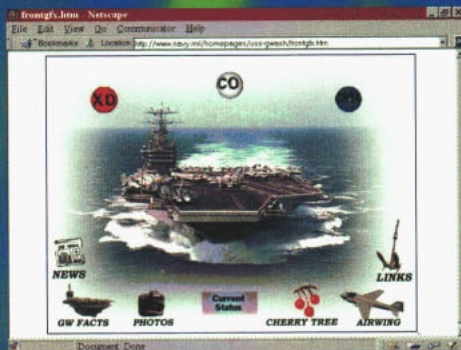 frontgfx.htm - Netscape
File Edit View Go Communicator Help
Bookmarks Location: http://www.navy.mil/homepages/uss-gwash/frontgfx.htm
XO
CO
NEWS
LINKS
GW FACTS
PHOTOS
Current
Status
CHERRY TREE
AIRWING
Document: Done